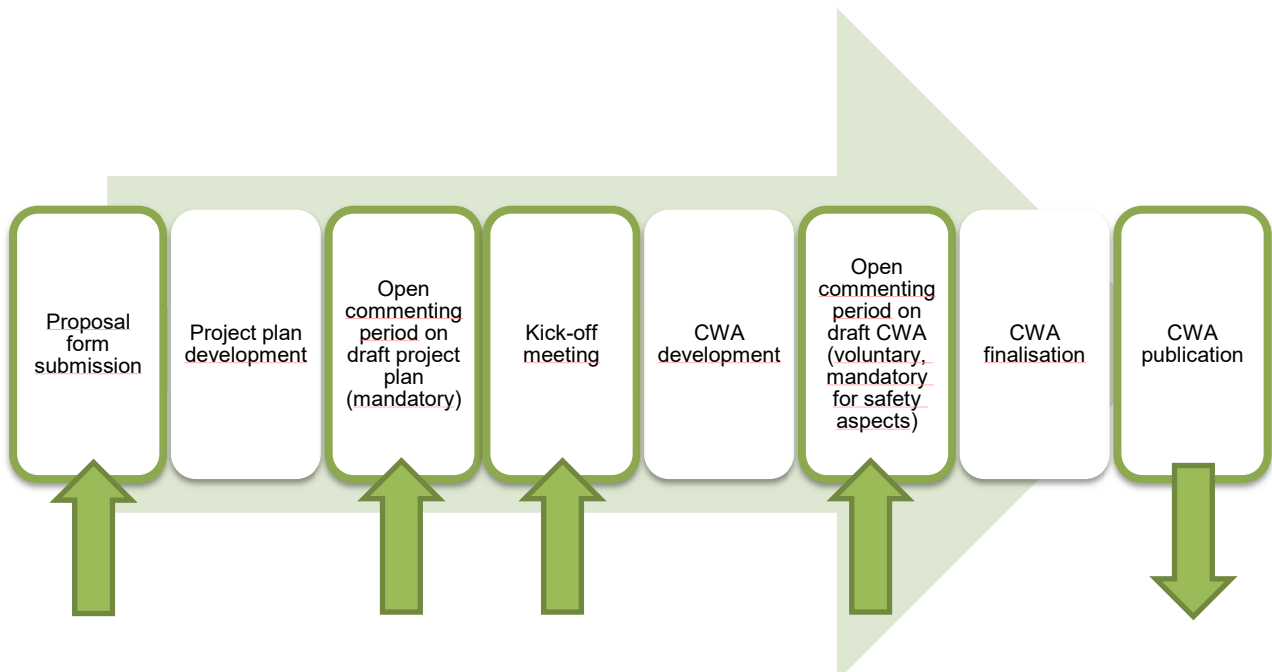 Proposal
form
submission
Project plan
development
Open
commenting
period on
draft project
plan
(mandatory)
Kick-off
meeting
CWA
development
Open
commenting
period on
draft CWA
(voluntary,
mandatory
for safety
aspects)
CWA
finalisation
CWA
publication